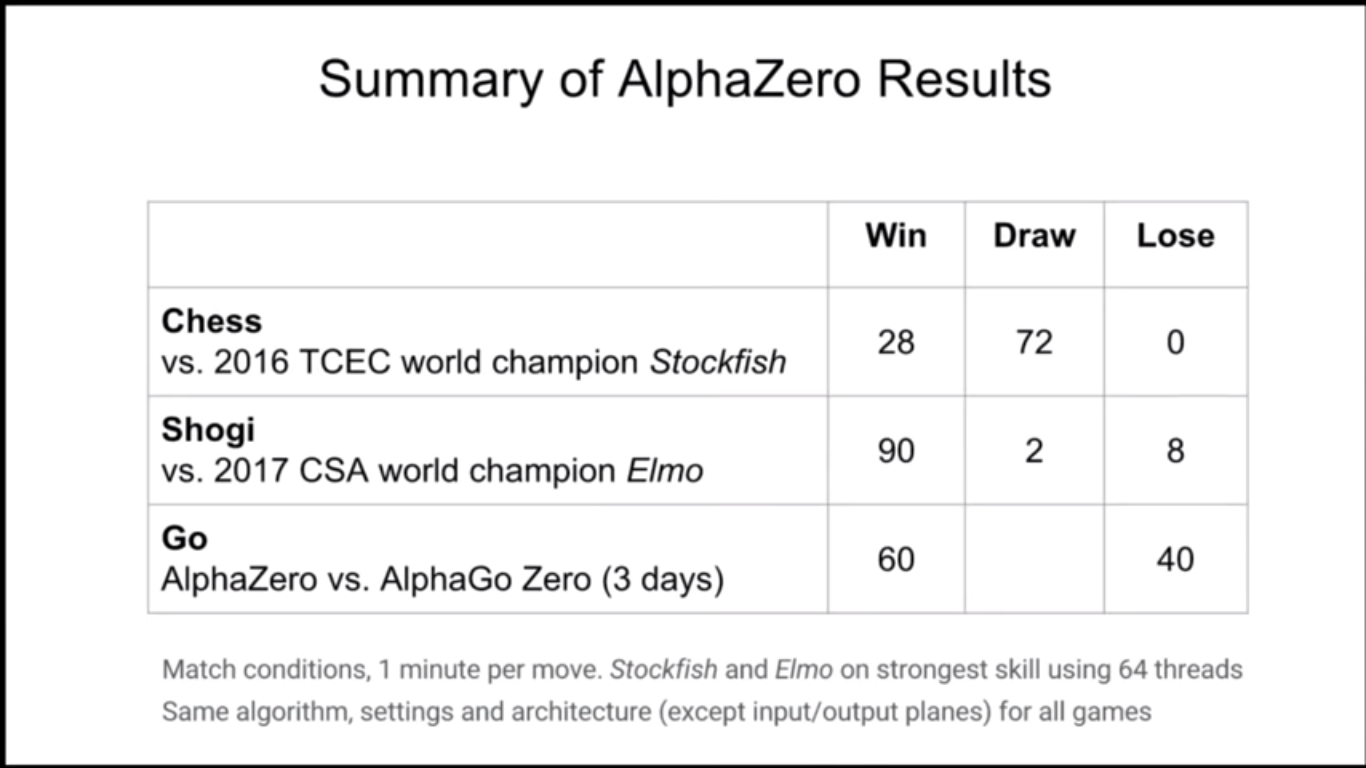 Summary of AlphaZero Results
Win Draw Lose
Chess
vs. 2016 TCEC world champion Stockfish 28 72 0
Shogi
vs. 2017 CSA world champion Elmo 90 2 8
Go
AlphaZero vs. AlphaGo Zero (3 days) 60 40
Match conditions, 1 minute per move. Stockfish and Elmo on strongest skill using 64 threads
Same algorithm, settings and architecture (except input/output planes) for all games